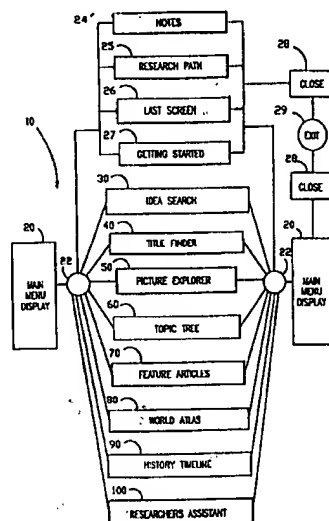 24
NOTES
25
RESEARCH PATH
28
CLOSE
26
LAST SCREEN
29
EXIT
27
GETTING STARTED
28
CLOSE
10
30
IDEA SEARCH
20
20
40
TITLE FINDER
22
22
50
PICTURE EXPLORER
MAIN
MENU
DISPLAY
MAIN
MENU
DISPLAY
60
TOPIC TREE
70
FEATURE ARTICLES
80
WORLD ATLAS
90
HISTORY TIMELINE
100
RESEARCHERS ASSISTANT